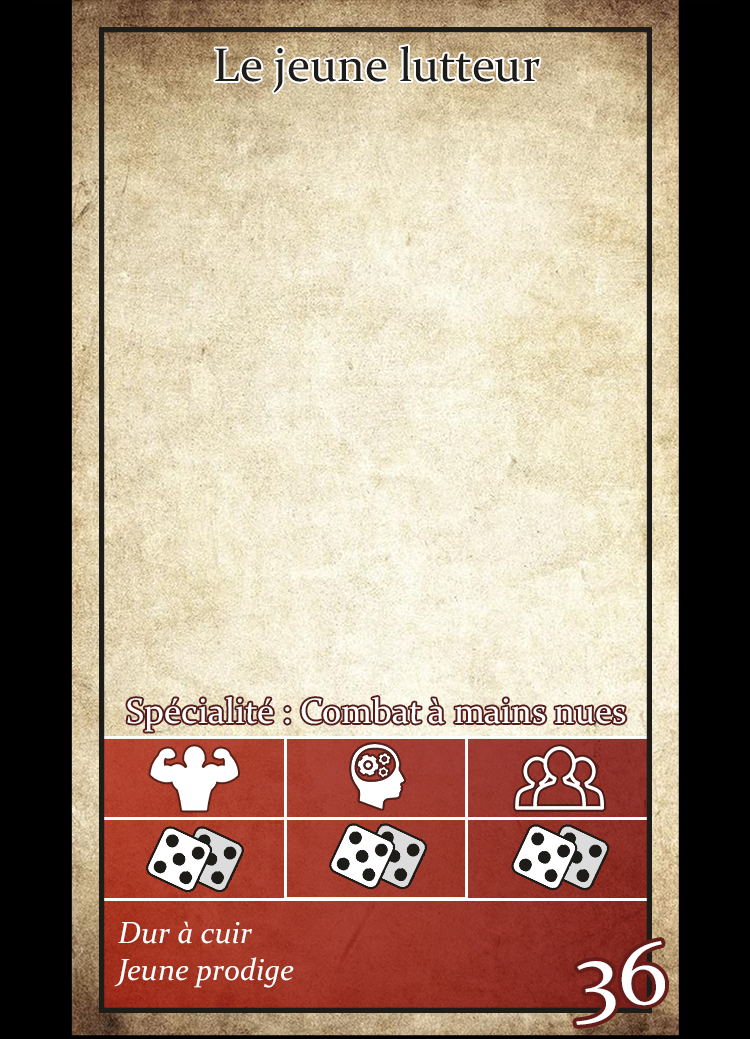 Le jeune lutteur
Spécialité : Combat à mains nues
Dur à cuir
Jeune prodige
36